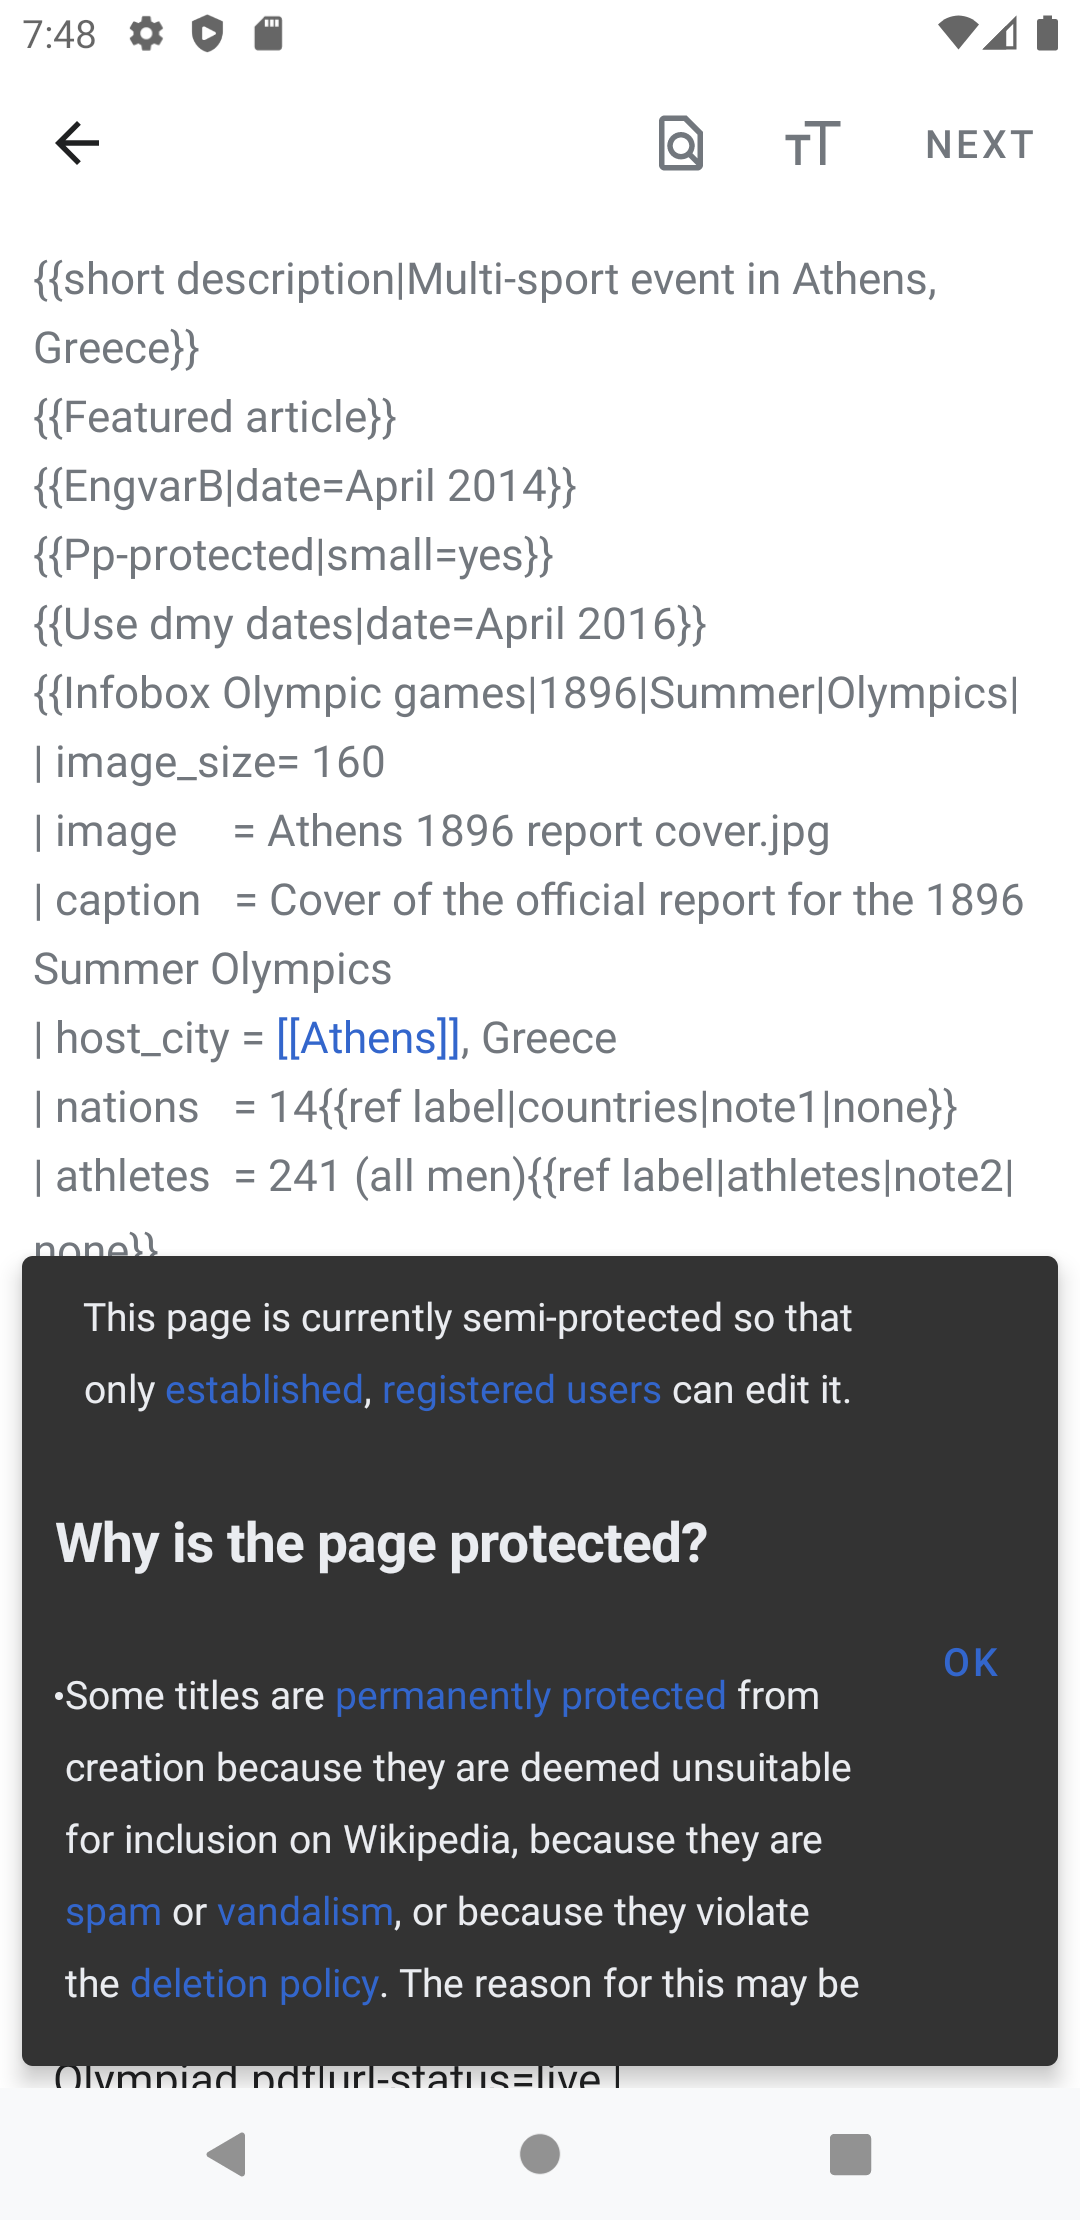 7:48
NEXT
{{short description|Multi-sport event in Athens,
Greece}}
{{Featured article}}
{{EngvarB|date=April 2014}}
{{Pp-protected|small=yes}}
{{Use dmy dates|date=April 2016}}
{{Infobox Olympic games|1896|Summer|Olympics|
| image_size= 160
| image = Athens 1896 report cover.jpg
| caption = Cover of the official report for the 1896
Summer Olympics
| host_city = [[Athens]], Greece
| nations = 14{{ref label|countries|note1|none}}
| athletes = 241 (all men){{ref label|athletes|note2|
none}}
This page is currently semi-protected so that
only established, registered users can edit it.
Why is the page protected?
OK
•Some titles are permanently protected from
creation because they are deemed unsuitable
for inclusion on Wikipedia, because they are
spam or vandalism, or because they violate
the deletion policy. The reason for this may be
Olympiad.pdf|url-status=live |